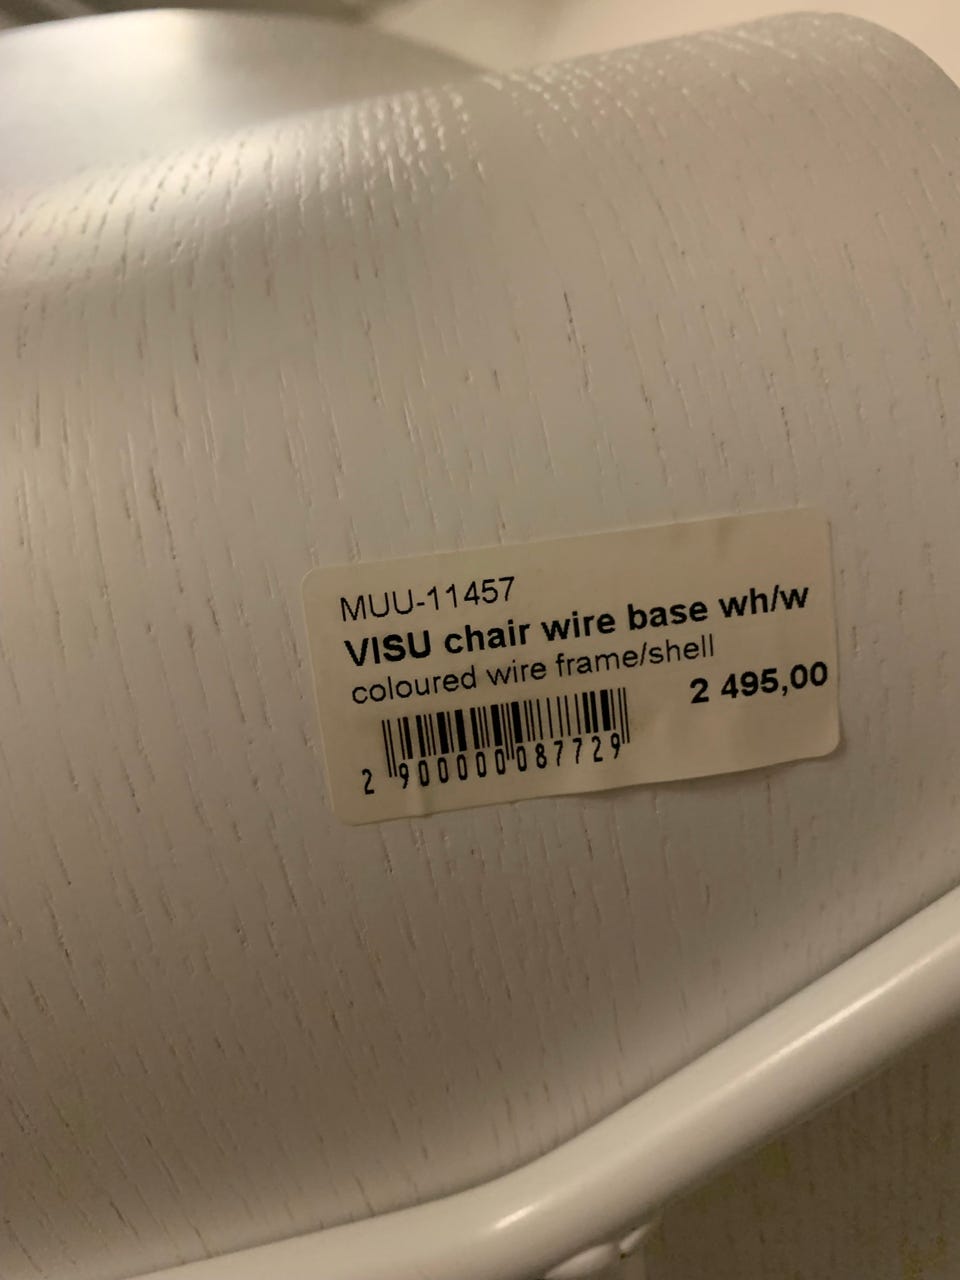 MUU-11457
VISU chair wire base wh/w
coloured wire frame/shell
2 495,00
2 900000 087729